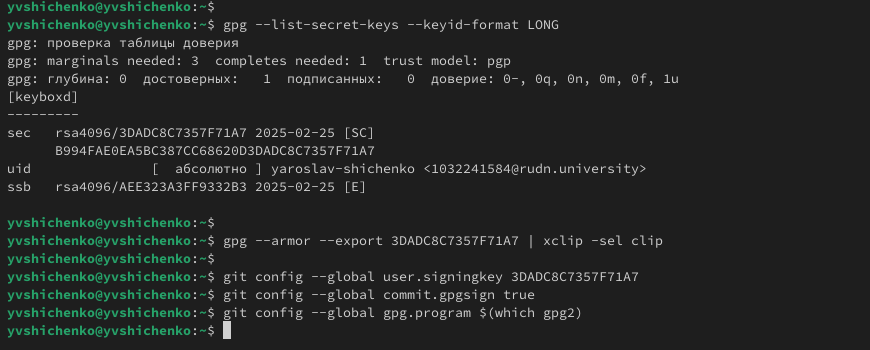 yvshichenko@yvshichenko:~$
yvshichenko@yvshichenko:~$ gpg --list-secret-keys --keyid-format LONG
gpg: проверка таблицы доверия
gpg: marginals needed: 3  completes needed: 1  trust model: pgp
gpg: глубина: 0  достоверных:   1  подписанных:   0  доверие: 0-, 0q, 0n, 0m, 0f, 1u
[keyboxd]
---------
sec   rsa4096/3DADC8C7357F71A7 2025-02-25 [SC]
      B994FAE0EA5BC387CC68620D3DADC8C7357F71A7
uid               [  абсолютно ] yaroslav-shichenko <1032241584@rudn.university>
ssb   rsa4096/AEE323A3FF9332B3 2025-02-25 [E]

yvshichenko@yvshichenko:~$
yvshichenko@yvshichenko:~$ gpg --armor --export 3DADC8C7357F71A7 | xclip -sel clip
yvshichenko@yvshichenko:~$
yvshichenko@yvshichenko:~$ git config --global user.signingkey 3DADC8C7357F71A7
yvshichenko@yvshichenko:~$ git config --global commit.gpgsign true
yvshichenko@yvshichenko:~$ git config --global gpg.program $(which gpg2)
yvshichenko@yvshichenko:~$